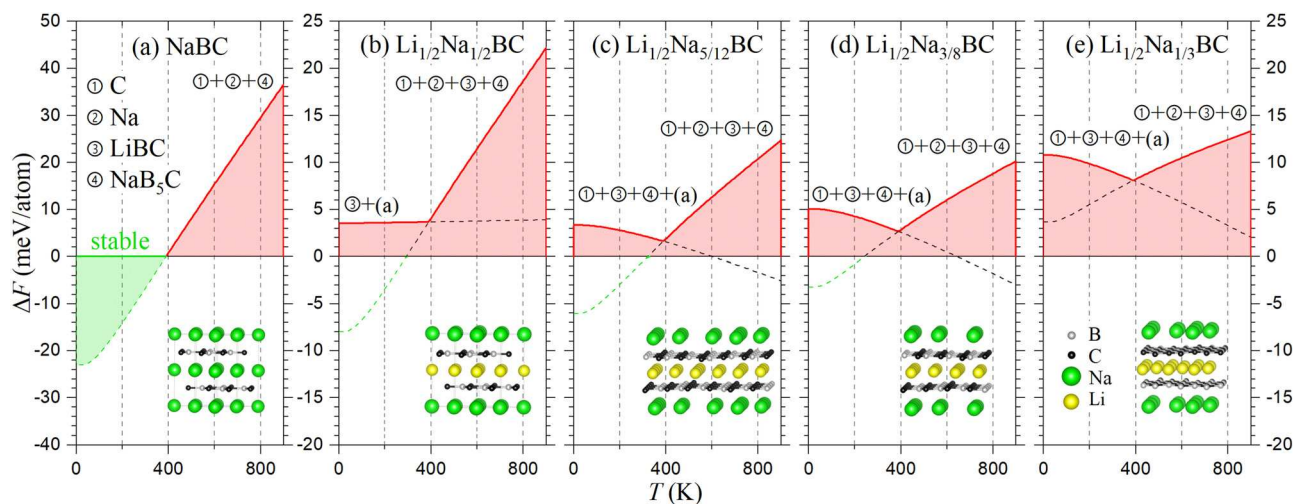 (a) NaBC
① C
② Na
③ LiBC
④ NaB₅C
①+②+④
stable
(b) Li₁/₂Na₁/₂BC
①+②+③+④
③+(a)
(c) Li₁/₂Na₅/₁₂BC
①+②+③+④
①+③+④+(a)
(d) Li₁/₂Na₃/₈BC
①+②+③+④
①+③+④+(a)
(e) Li₁/₂Na₁/₃BC
①+②+③+④
①+③+④+(a)
B
C
Na
Li
ΔF (meV/atom)
50
40
30
20
10
0
-10
-20
-30
-40
25
20
15
10
5
0
-5
-10
-15
-20
25
20
15
10
5
0
-5
-10
-15
-20
0 400 800 0 400 800 0 400 800 0 400 800 0 400 800
T (K)